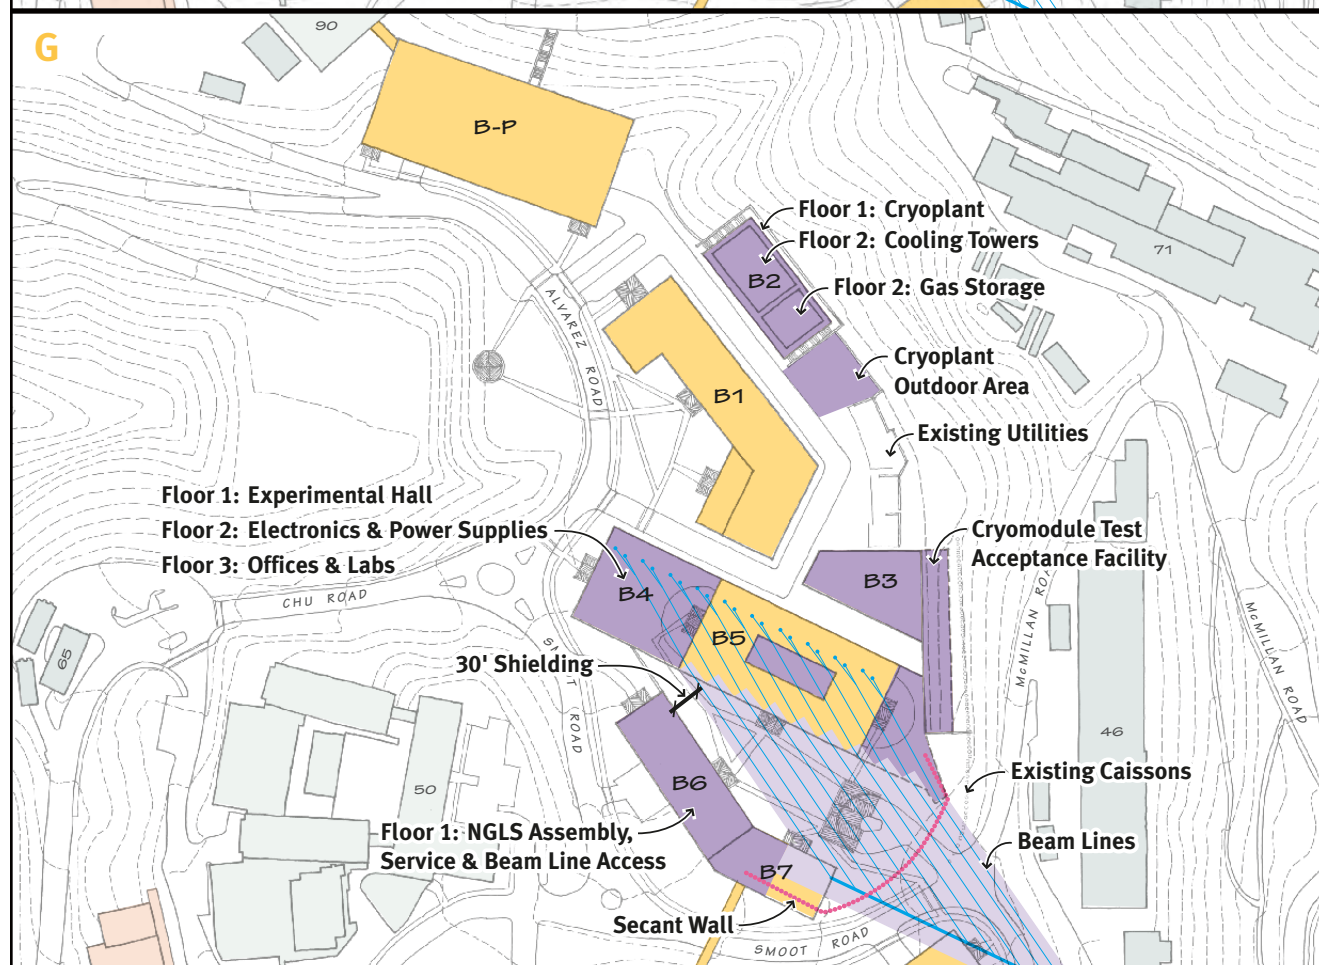 G
90
B-P
Floor 1: Cryoplant
Floor 2: Cooling Towers
B2
Floor 2: Gas Storage
71
ALVAREZ ROAD
Cryoplant
Outdoor Area
B1
Existing Utilities
Floor 1: Experimental Hall
Floor 2: Electronics & Power Supplies
Floor 3: Offices & Labs
Cryomodule Test
Acceptance Facility
B3
B4
CHU ROAD
B5
McMILLAN ROAD
McMILLAN ROAD
65
30' Shielding
SMOOT ROAD
46
B6
50
Existing Caissons
Floor 1: NGLS Assembly,
Service & Beam Line Access
Beam Lines
B7
Secant Wall
SMOOT ROAD